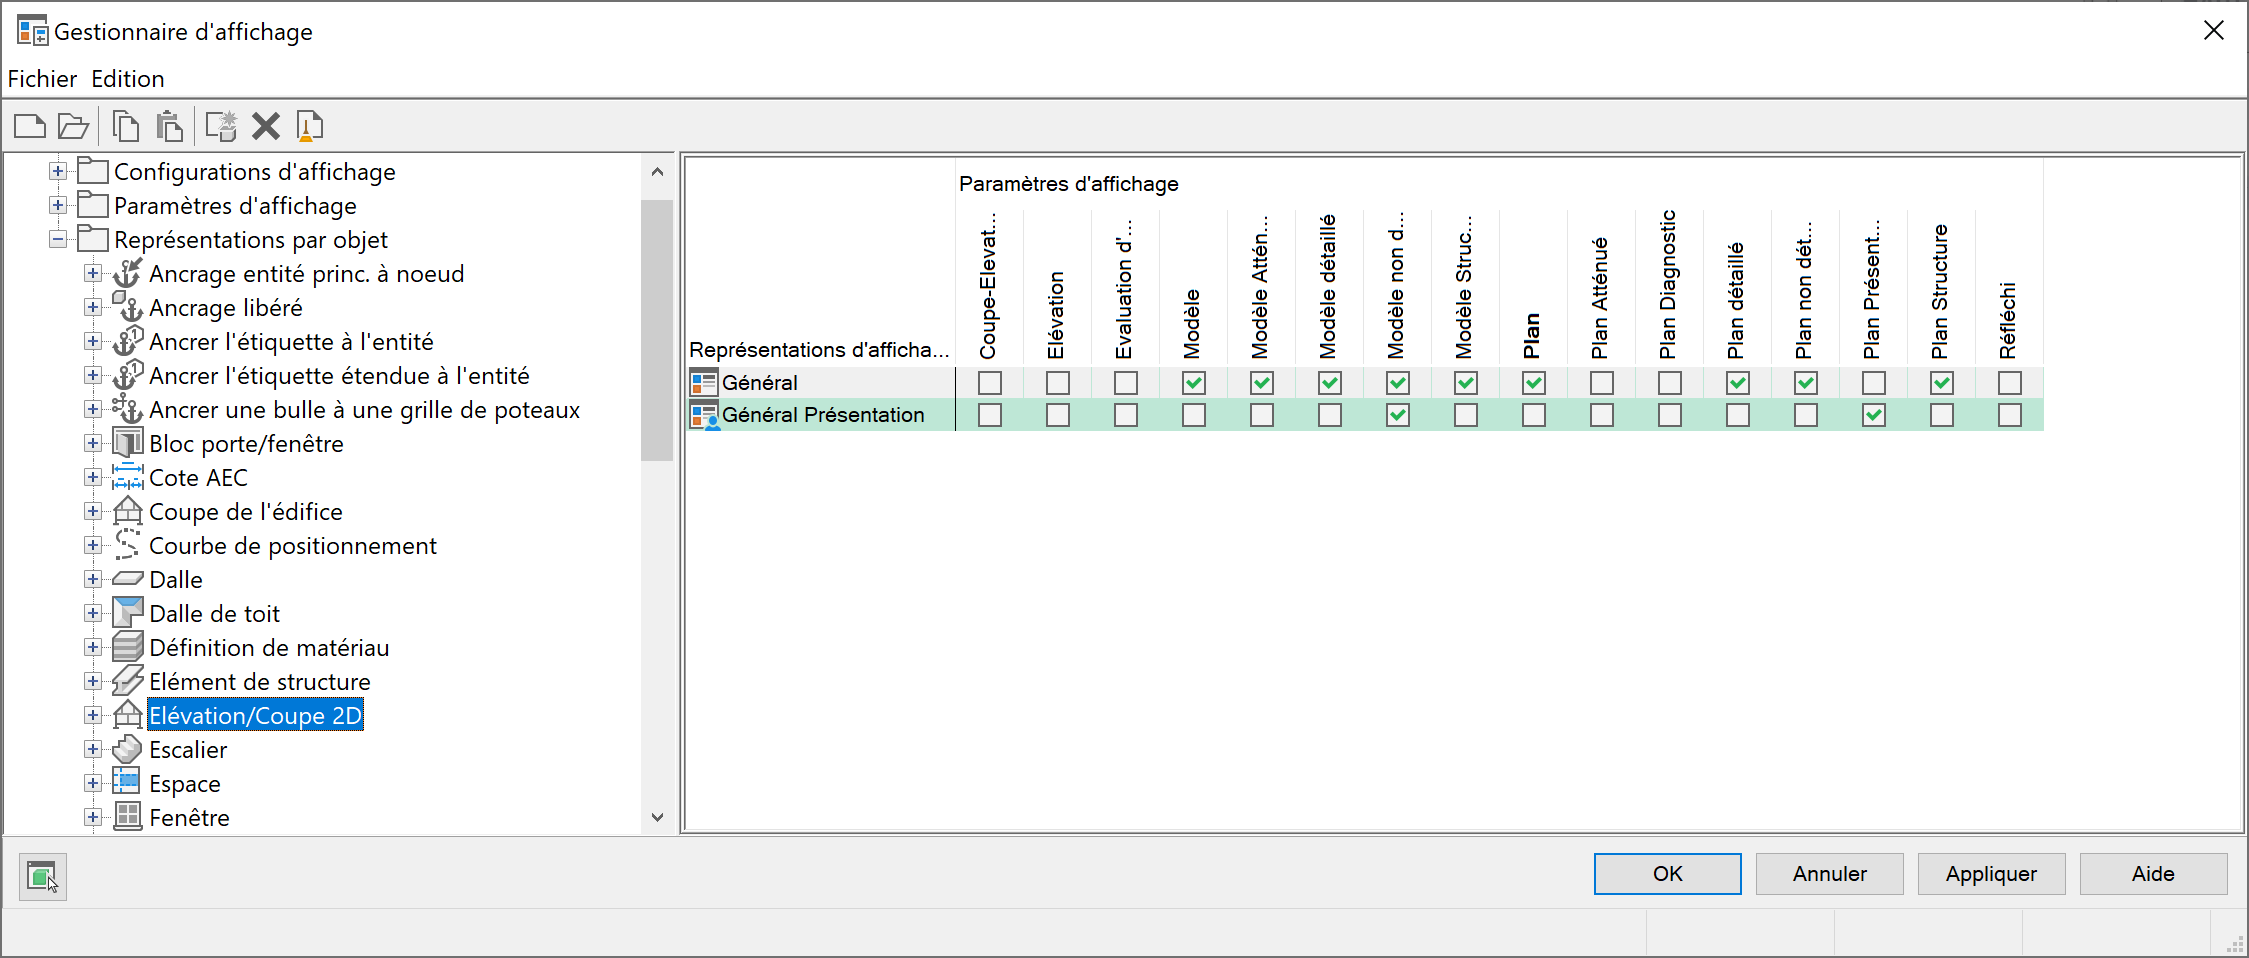 Gestionnaire d'affichage
Fichier Edition
Configurations d'affichage
Paramètres d'affichage
Représentations par objet
Ancrage entité princ. à noeud
Ancrage libéré
Ancrer l'étiquette à l'entité
Ancrer l'étiquette étendue à l'entité
Ancrer une bulle à une grille de poteaux
Bloc porte/fenêtre
Cote AEC
Coupe de l'édifice
Courbe de positionnement
Dalle
Dalle de toit
Définition de matériau
Elément de structure
Elévation/Coupe 2D
Escalier
Espace
Fenêtre
Paramètres d'affichage
Représentations d'afficha...
Coupe-Elevat...
Elévation
Evaluation d'...
Modèle
Modèle Attén...
Modèle détaillé
Modèle non d...
Modèle Struc...
Plan
Plan Atténué
Plan Diagnostic
Plan détaillé
Plan non dét...
Plan Présent...
Plan Structure
Réfléchi
Général
Général Présentation
OK
Annuler
Appliquer
Aide